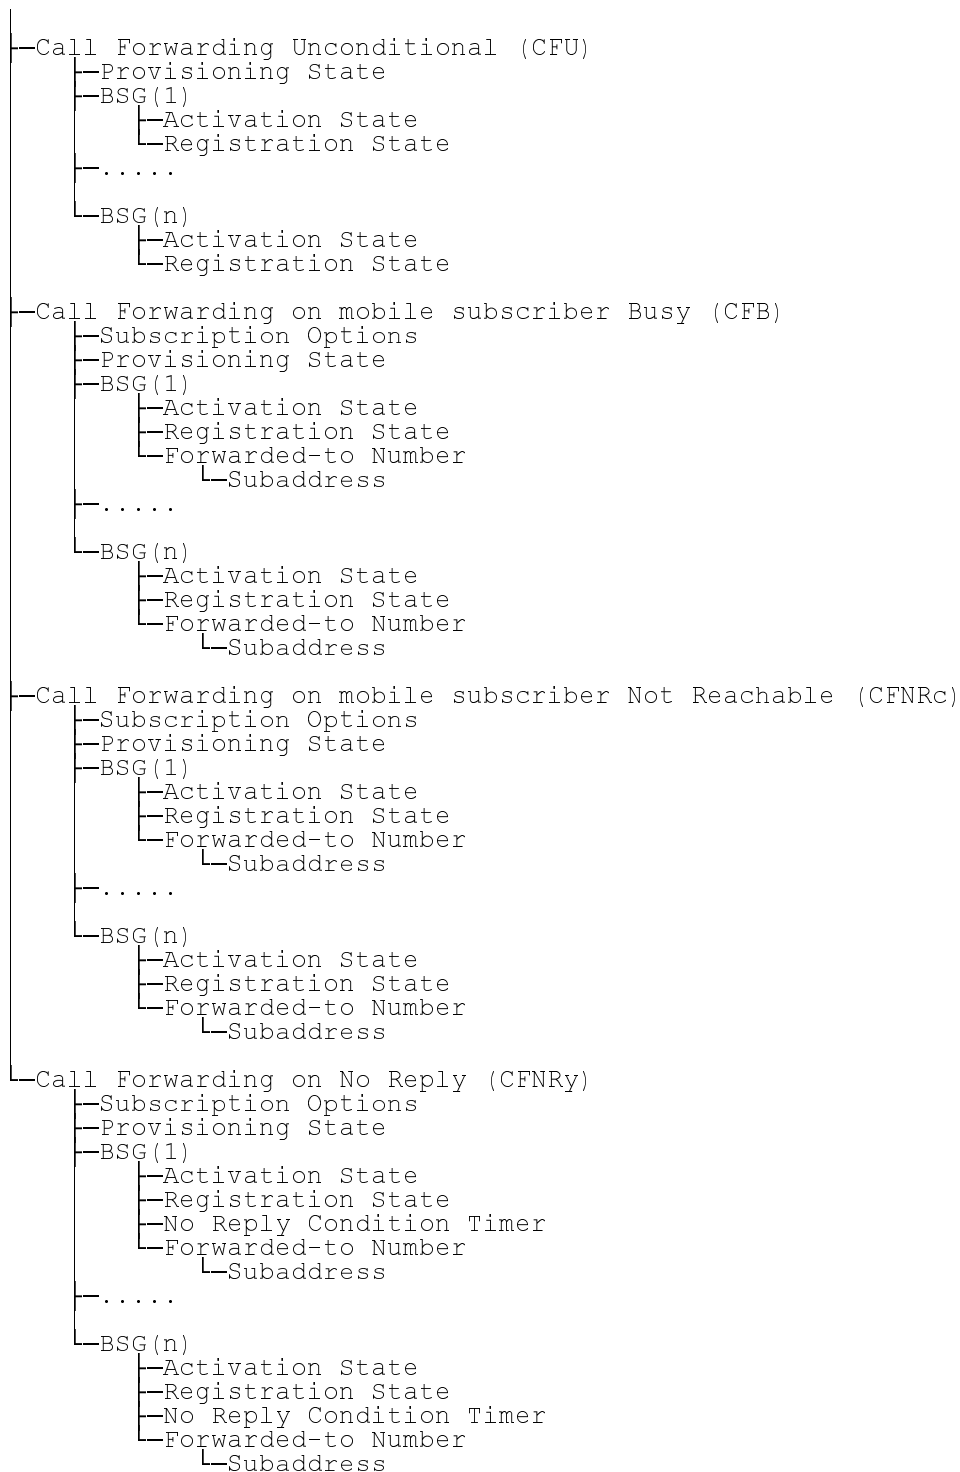 Call Forwarding Unconditional (CFU)
Provisioning State
BSG(1)
Activation State
Registration State
.....
BSG(n)
Activation State
Registration State
Call Forwarding on mobile subscriber Busy (CFB)
Subscription Options
Provisioning State
BSG(1)
Activation State
Registration State
Forwarded-to Number
Subaddress
.....
BSG(n)
Activation State
Registration State
Forwarded-to Number
Subaddress
Call Forwarding on mobile subscriber Not Reachable (CFNRc)
Subscription Options
Provisioning State
BSG(1)
Activation State
Registration State
Forwarded-to Number
Subaddress
.....
BSG(n)
Activation State
Registration State
Forwarded-to Number
Subaddress
Call Forwarding on No Reply (CFNRy)
Subscription Options
Provisioning State
BSG(1)
Activation State
Registration State
No Reply Condition Timer
Forwarded-to Number
Subaddress
.....
BSG(n)
Activation State
Registration State
No Reply Condition Timer
Forwarded-to Number
Subaddress